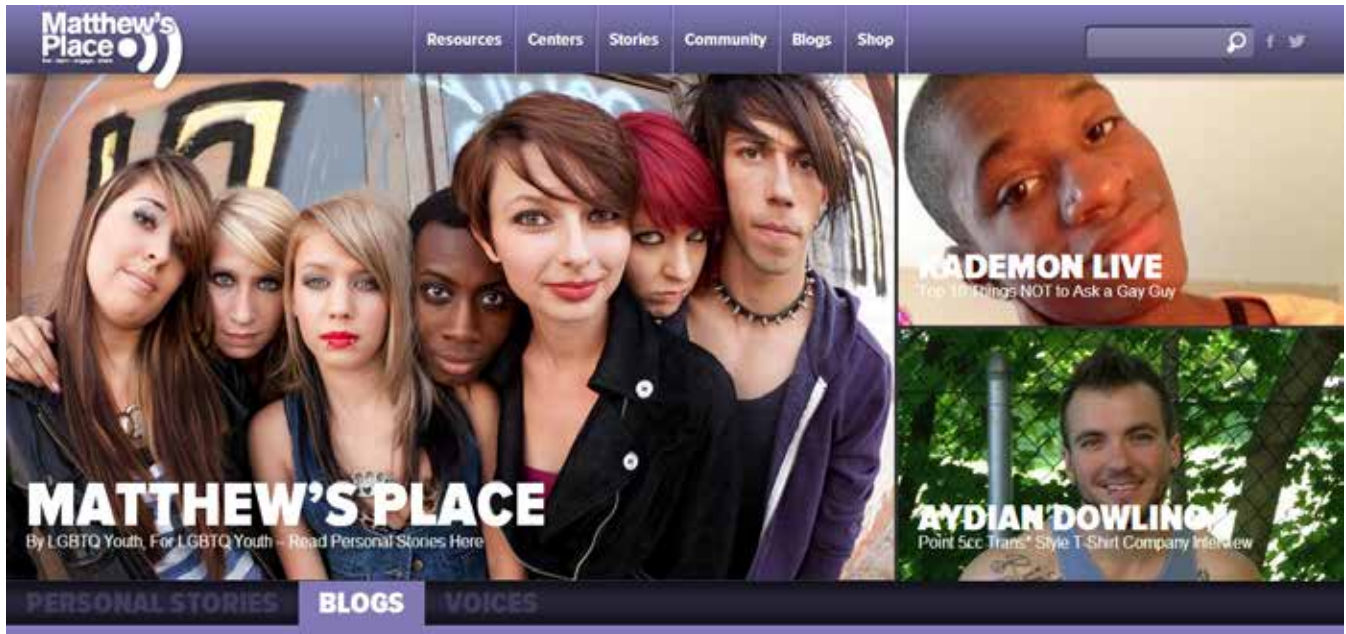 Matthew's
Place
Resources
Centers
Stories
Community
Blogs
Shop
KADEMON LIVE
Top 10 Things NOT to Ask a Gay Guy
MATTHEW'S PLACE
By LGBTQ Youth, For LGBTQ Youth – Read Personal Stories Here
AYDIAN DOWLING
Point 5cc Trans* Style T-Shirt Company Interview
PERSONAL STORIES
BLOGS
VOICES